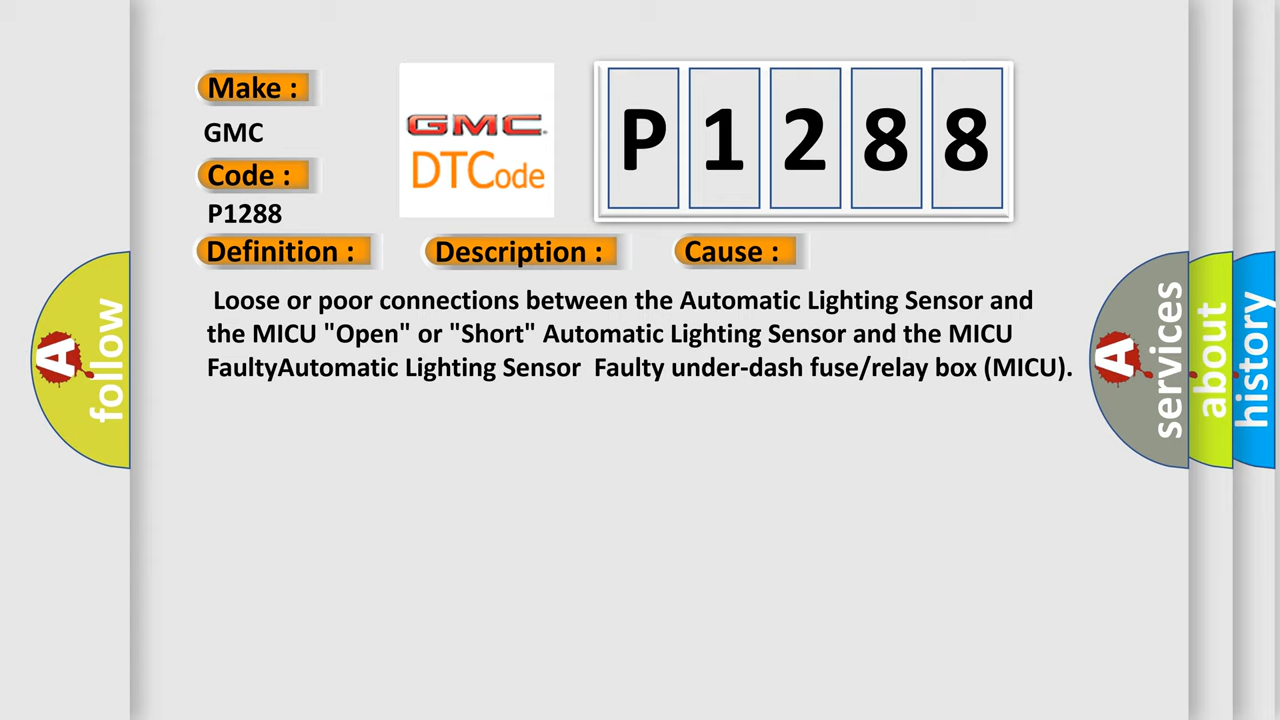 Make :
GMC
Code :
P1288
GMC
DTCode
P 1 2 8 8
Definition :
Description :
Cause :
Loose or poor connections between the Automatic Lighting Sensor and
the MICU "Open" or "Short" Automatic Lighting Sensor and the MICU
FaultyAutomatic Lighting Sensor  Faulty under-dash fuse/relay box (MICU).
A
follow
A
services
about
history